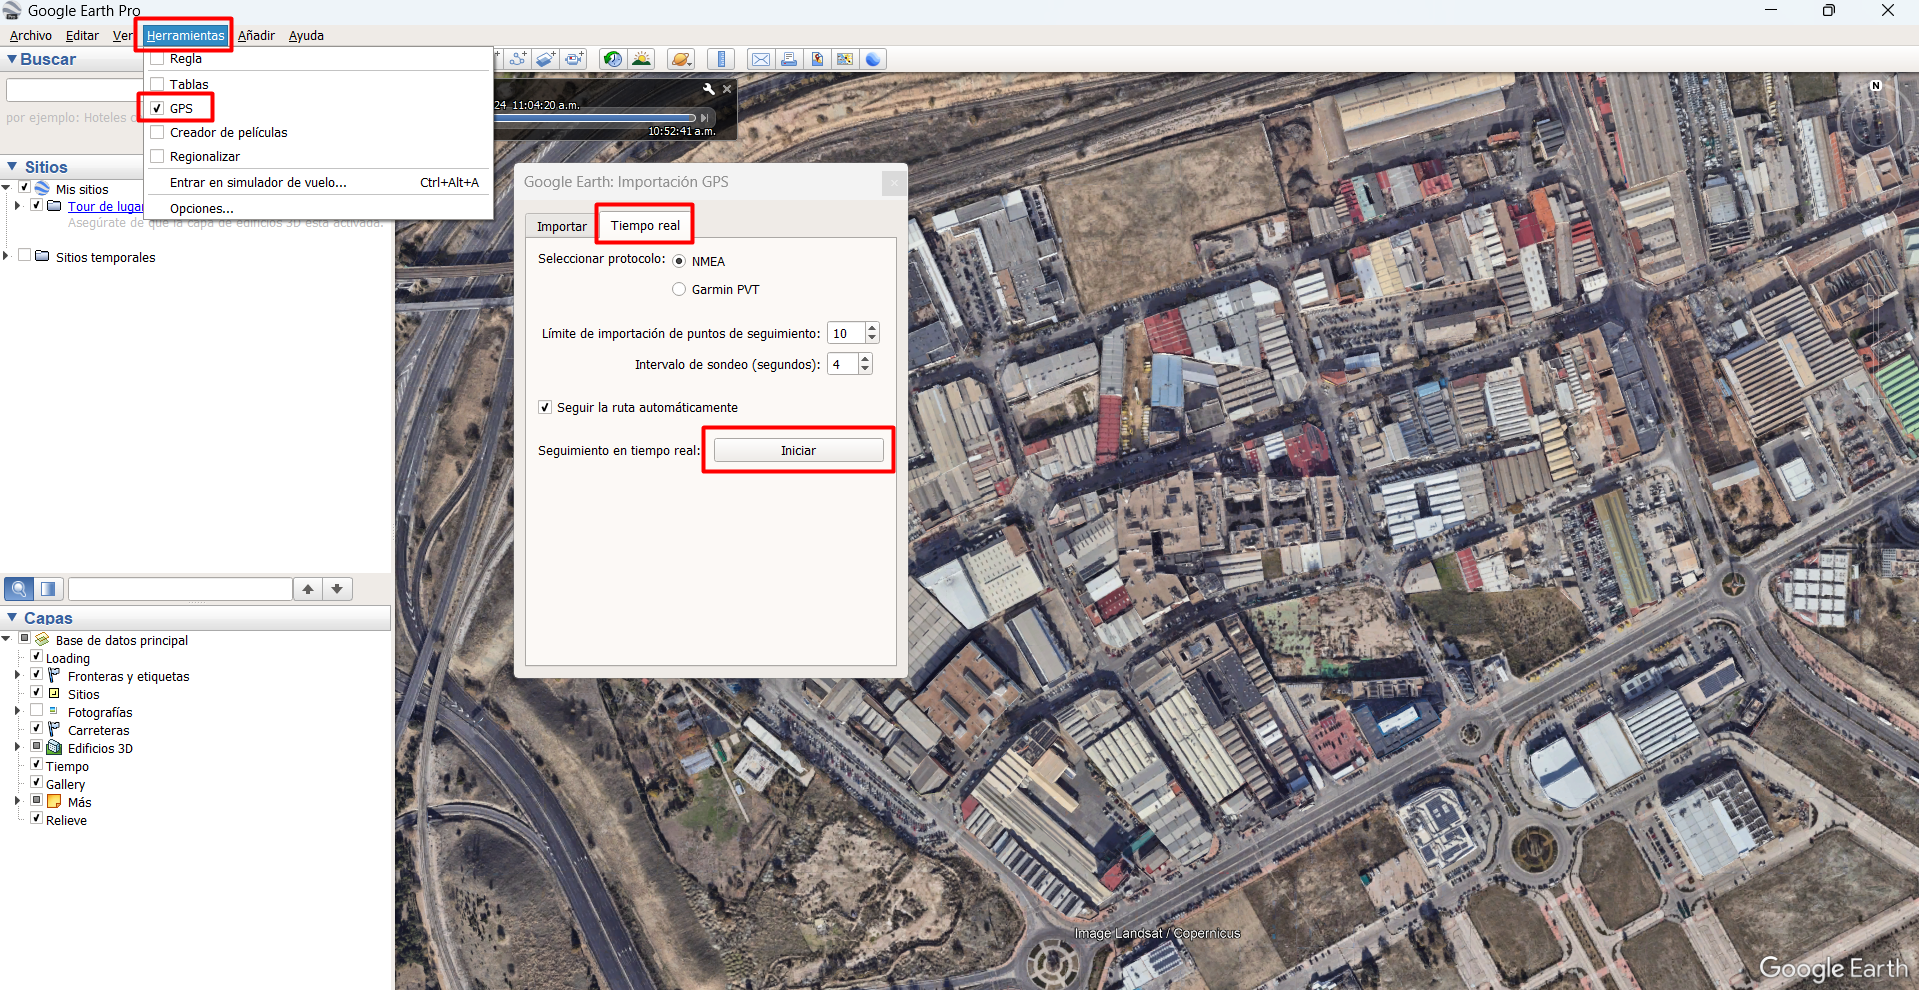 Google Earth Pro
Archivo Editar Ver Herramientas Añadir Ayuda
Buscar
por ejemplo: Hoteles
Regla
Tablas
GPS
Creador de películas
Regionalizar
Entrar en simulador de vuelo... Ctrl+Alt+A
Opciones...
24 11:04:20 a.m.
10:52:41 a.m.
N
Sitios
Mis sitios
Tour de lugar
Asegúrate de que la capa de edificios 3D está activada.
Sitios temporales
Google Earth: Importación GPS
Importar Tiempo real
Seleccionar protocolo: NMEA
Garmin PVT
Límite de importación de puntos de seguimiento: 10
Intervalo de sondeo (segundos): 4
Seguir la ruta automáticamente
Seguimiento en tiempo real: Iniciar
Capas
Base de datos principal
Loading
Fronteras y etiquetas
Sitios
Fotografías
Carreteras
Edificios 3D
Tiempo
Gallery
Más
Relieve
Image Landsat / Copernicus
Google Earth